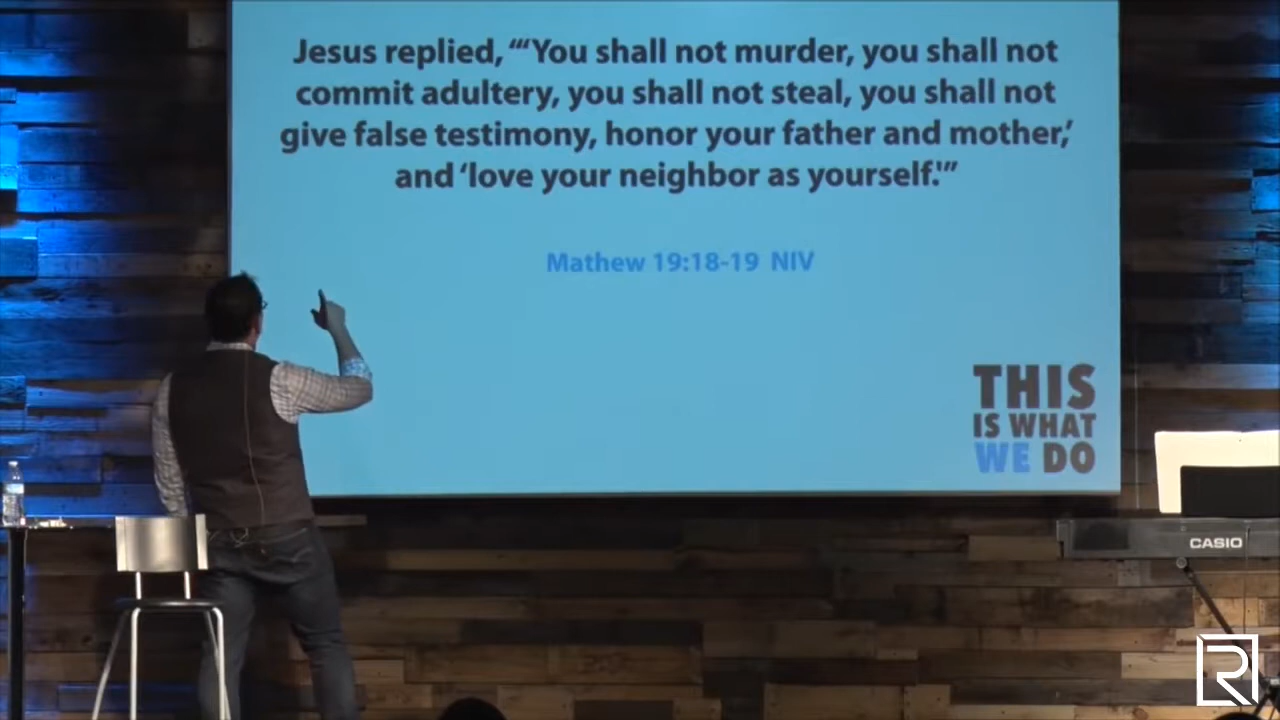 Jesus replied, “‘You shall not murder, you shall not
commit adultery, you shall not steal, you shall not
give false testimony, honor your father and mother,’
and ‘love your neighbor as yourself.'”
Mathew 19:18-19 NIV
THIS
IS WHAT
WE DO
CASIO
R